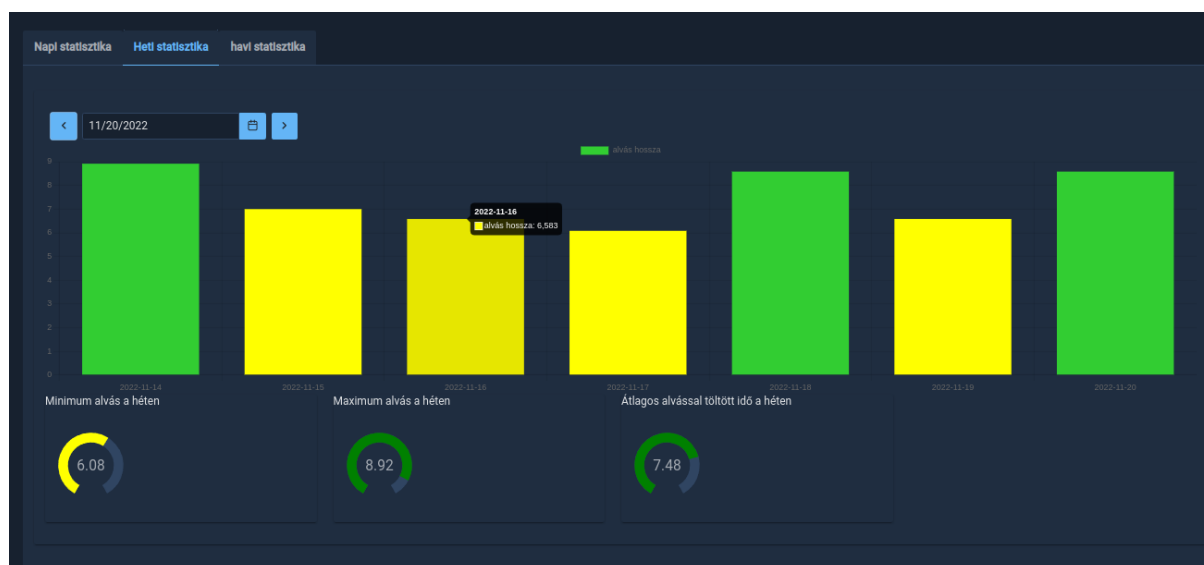 Napi statisztika Heti statisztika havi statisztika
11/20/2022
alvás hossza
9
8
7
6
5
4
3
2
1
0
2022-11-16
alvás hossza: 6,583
2022-11-14 2022-11-15 2022-11-16 2022-11-17 2022-11-18 2022-11-19 2022-11-20
Minimum alvás a héten Maximum alvás a héten Átlagos alvással töltött idő a héten
6.08 8.92 7.48